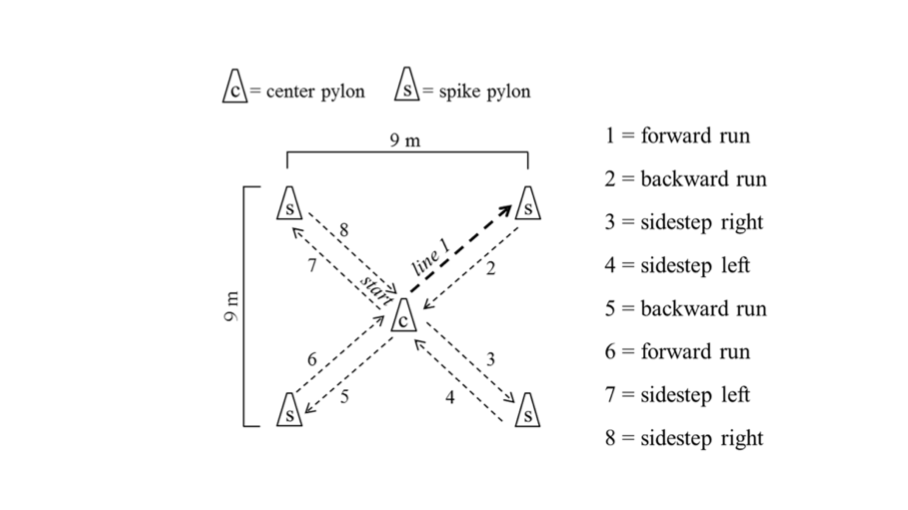 c = center pylon
s = spike pylon
9 m
1 = forward run
2 = backward run
3 = sidestep right
4 = sidestep left
5 = backward run
6 = forward run
7 = sidestep left
8 = sidestep right
9 m
s
s
8
7
start
line 1
2
c
6
5
3
4
s
s